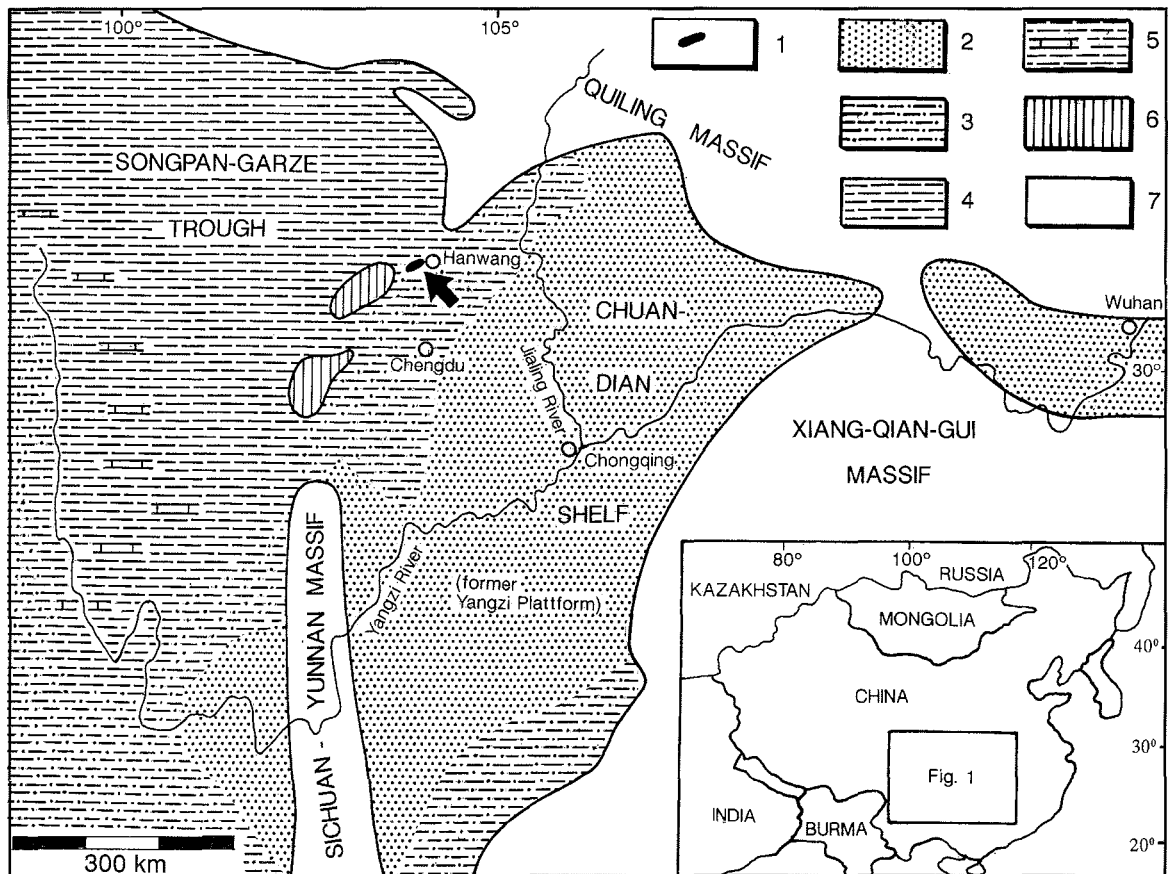 100°
105°
1
2
5
3
6
4
7
QUILING MASSIF
SONGPAN-GARZE
TROUGH
Hanwang
Wuhan
CHUAN-
Chengdu
Jialing River
DIAN
30°
XIANG-QIAN-GUI
MASSIF
Chongqing
SHELF
Yangzi River
(former
Yangzi Plattform)
SICHUAN - YUNNAN MASSIF
300 km
80°
100°
120°
KAZAKHSTAN
RUSSIA
MONGOLIA
40°
CHINA
30°
Fig. 1
INDIA
BURMA
20°